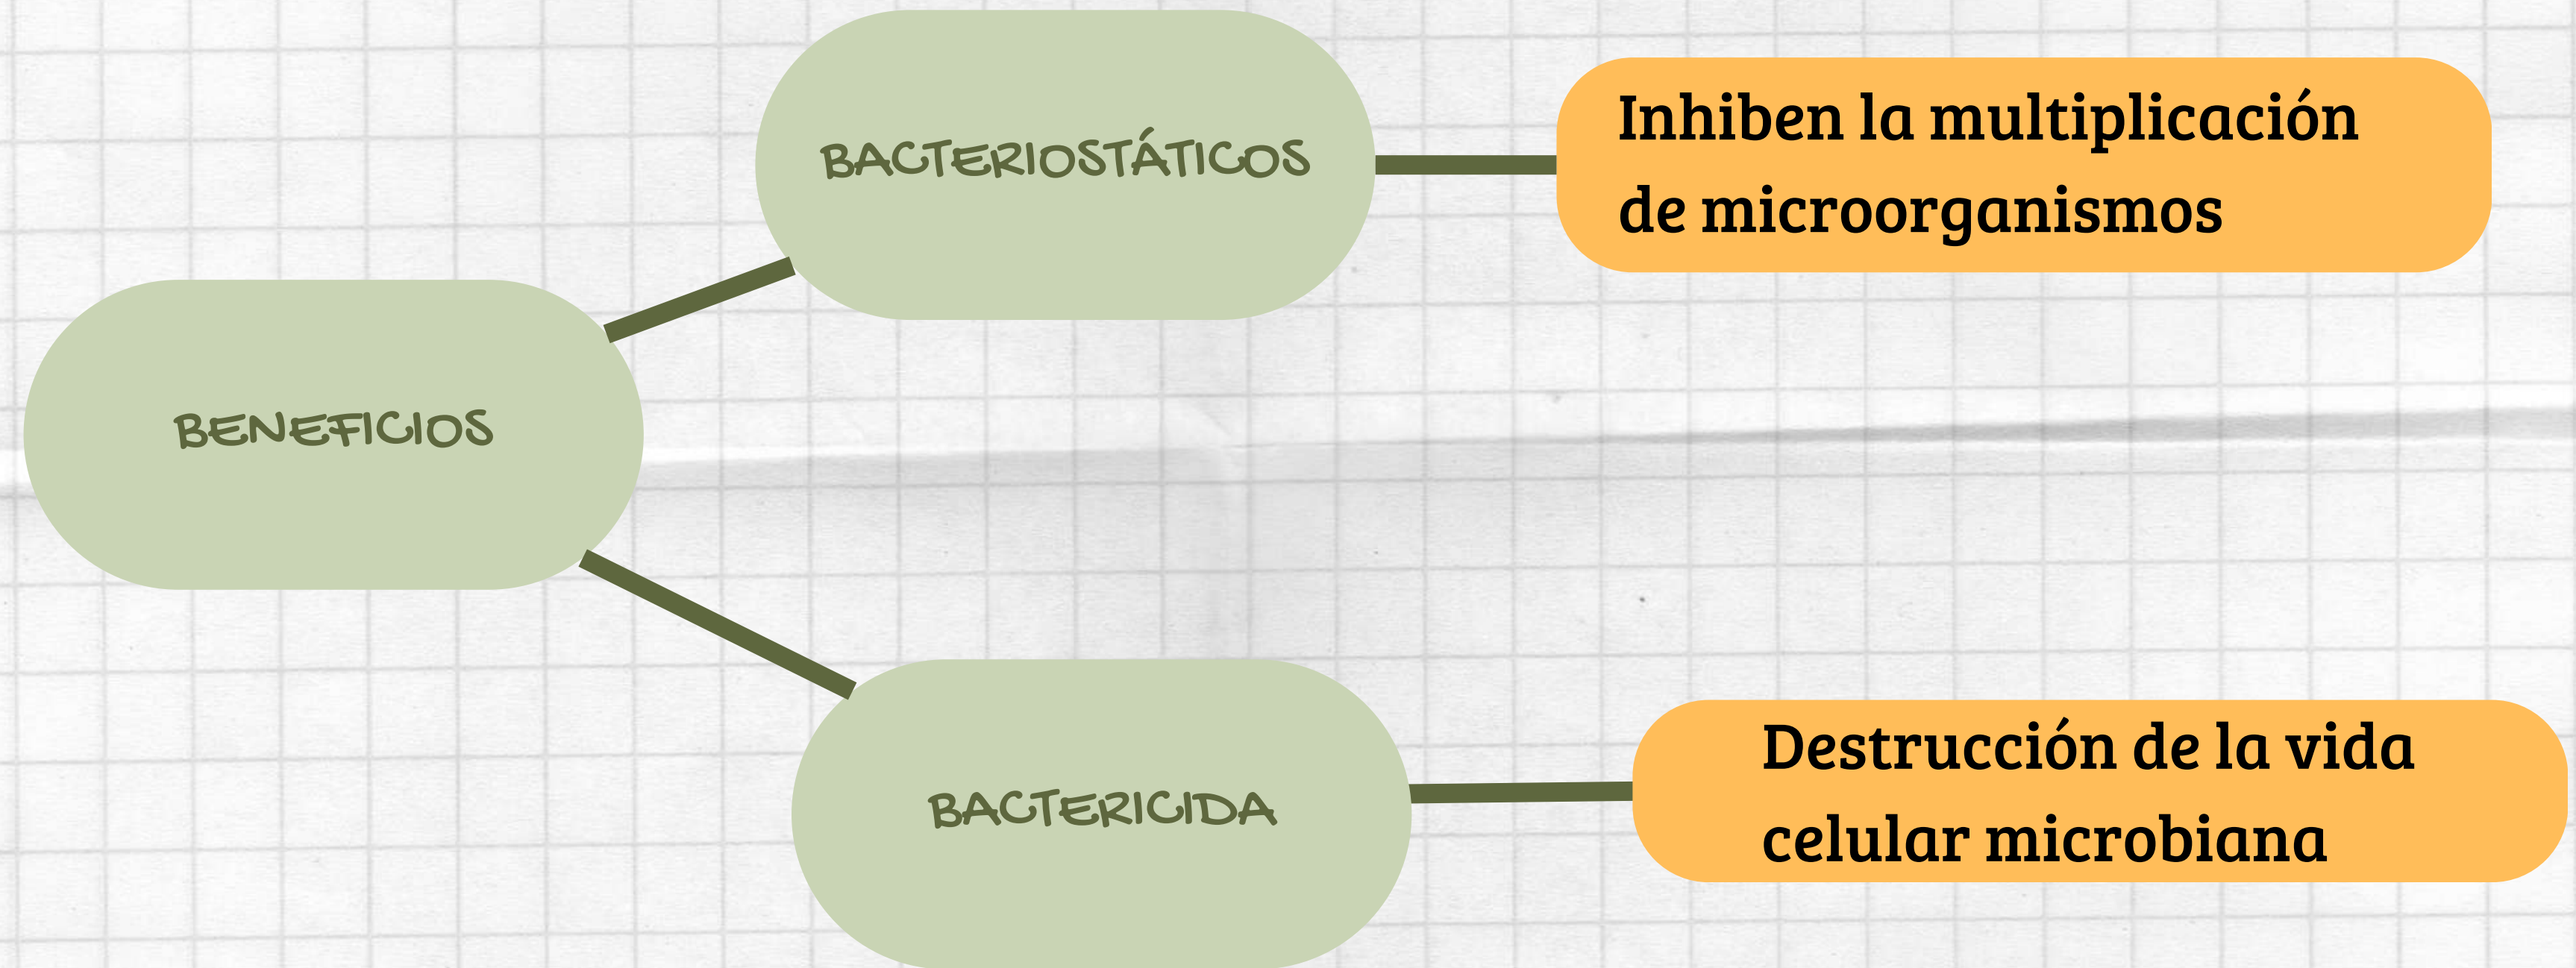 BACTERIOSTÁTICOS
Inhiben la multiplicación
de microorganismos
BENEFICIOS
BACTERICIDA
Destrucción de la vida
celular microbiana